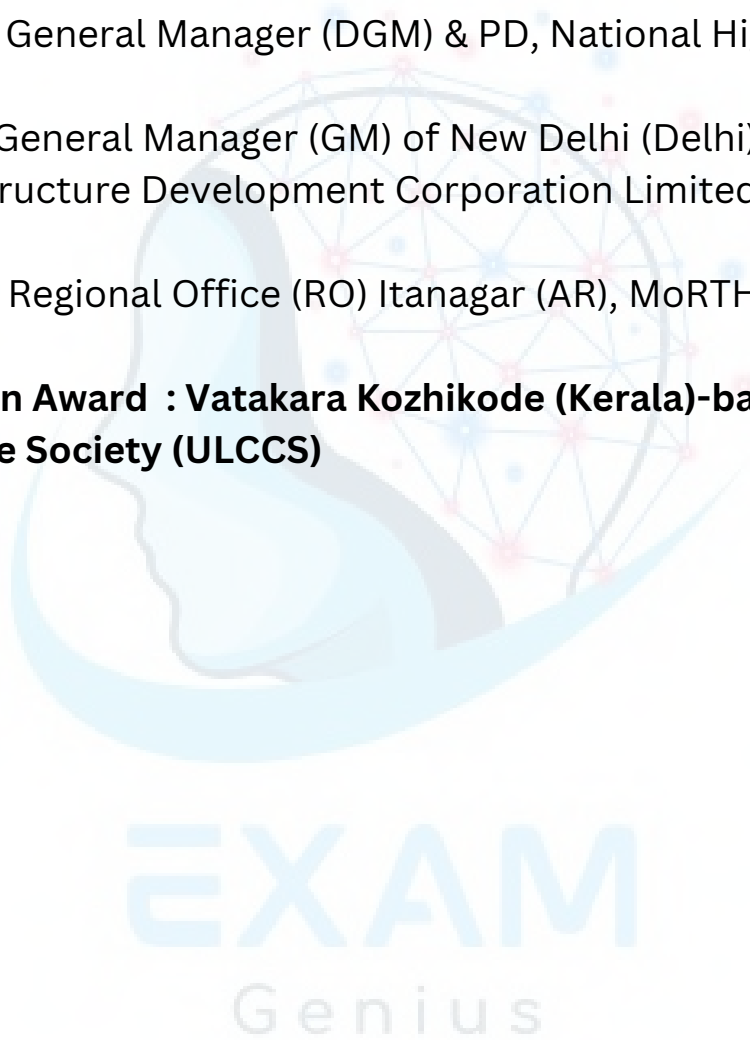 General Manager (DGM) & PD, National Hi
General Manager (GM) of New Delhi (Delhi)
ructure Development Corporation Limited
Regional Office (RO) Itanagar (AR), MoRTH
n Award : Vatakara Kozhikode (Kerala)-ba
e Society (ULCCS)
EXAM
Genius